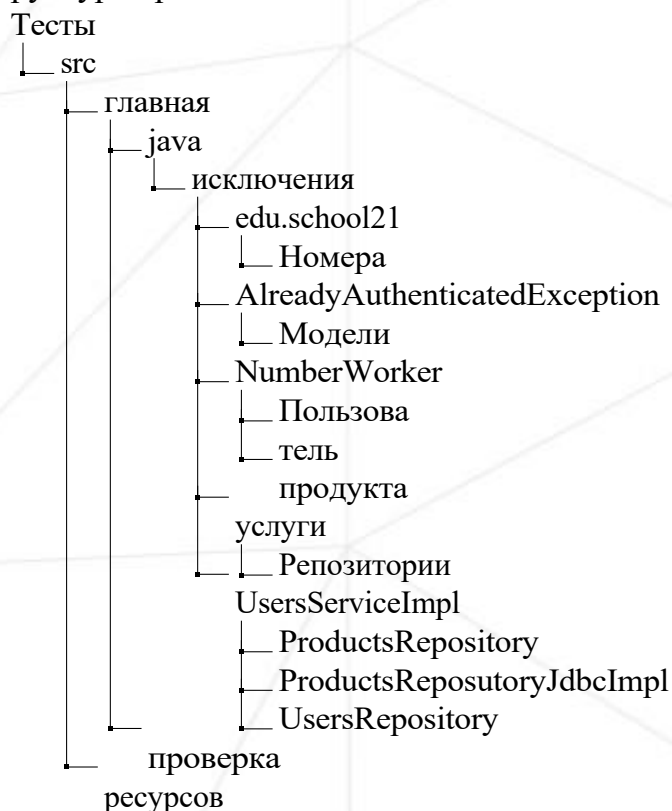 Тесты
src
главная
java
исключения
edu.school21
Номера
AlreadyAuthenticatedException
Модели
NumberWorker
Пользова
тель
продукта
услуги
Репозитории
UsersServiceImpl
ProductsRepository
ProductsReposutoryJdbcImpl
UsersRepository
проверка
ресурсов